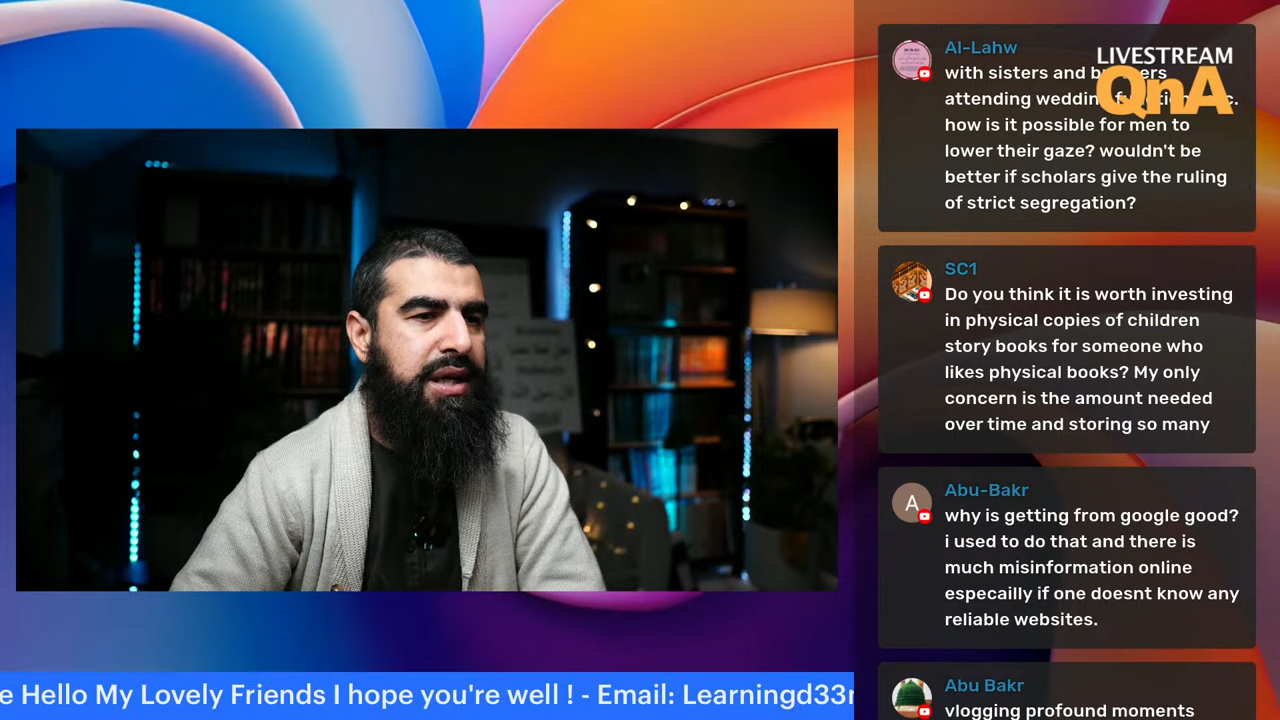 Al-Lahw
with sisters and
attending
how is it possible for men to
lower their gaze? wouldn't be
better if scholars give the ruling
of strict segregation?
LIVESTREAM
QnA
SC1
Do you think it is worth investing
in physical copies of children
story books for someone who
likes physical books? My only
concern is the amount needed
over time and storing so many
A
Abu-Bakr
why is getting from google good?
i used to do that and there is
much misinformation online
especailly if one doesnt know any
reliable websites.
Abu Bakr
vlogging profound moments
e Hello My Lovely Friends I hope you're well ! - Email: Learningd33